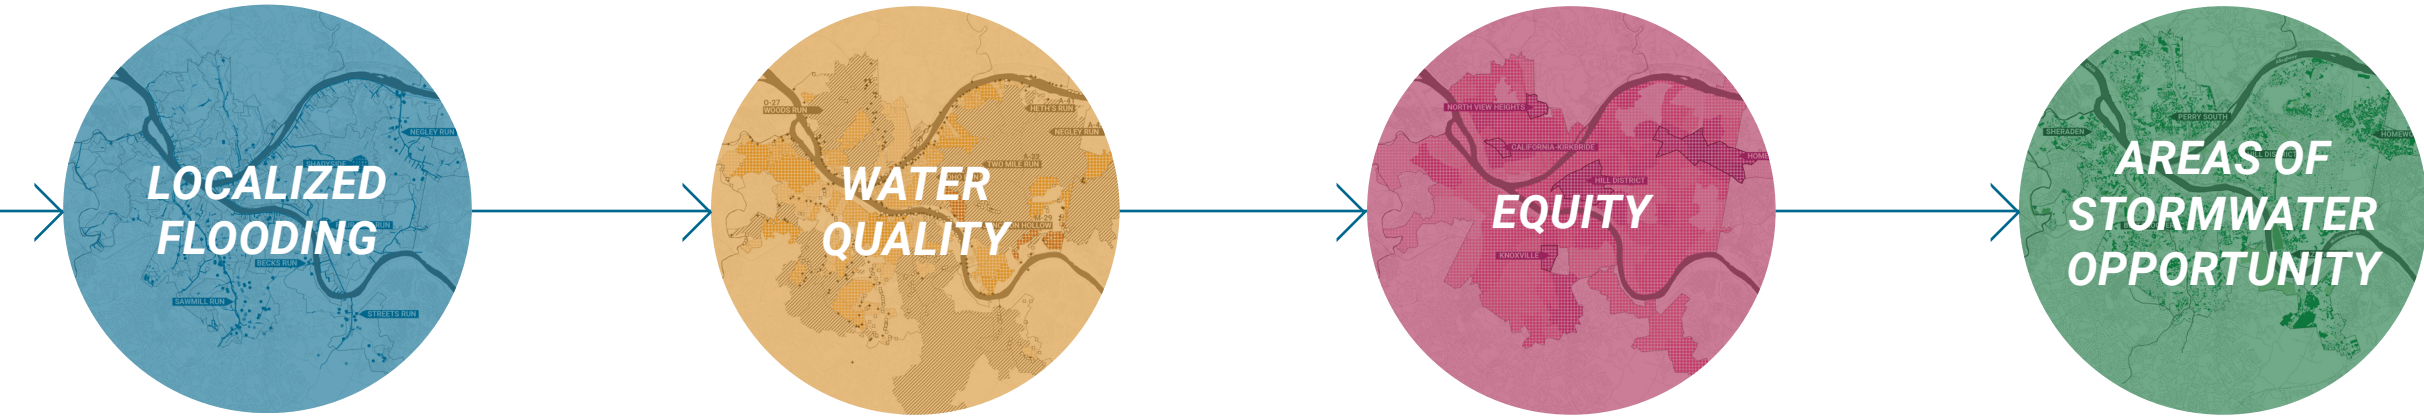 LOCALIZED
FLOODING
NEGLEY RUN
SHADYSIDE
BECKS RUN
SAWMILL RUN
STREETS RUN
WATER
QUALITY
O-27
WOODS RUN
HETH'S RUN
NEGLEY RUN
TWO MILE RUN
M-29
HOLLOW
EQUITY
NORTH VIEW HEIGHTS
CALIFORNIA-KIRKBRIDE
HILL DISTRICT
KNOXVILLE
AREAS OF
STORMWATER
OPPORTUNITY
SHERADEN
PERRY SOUTH